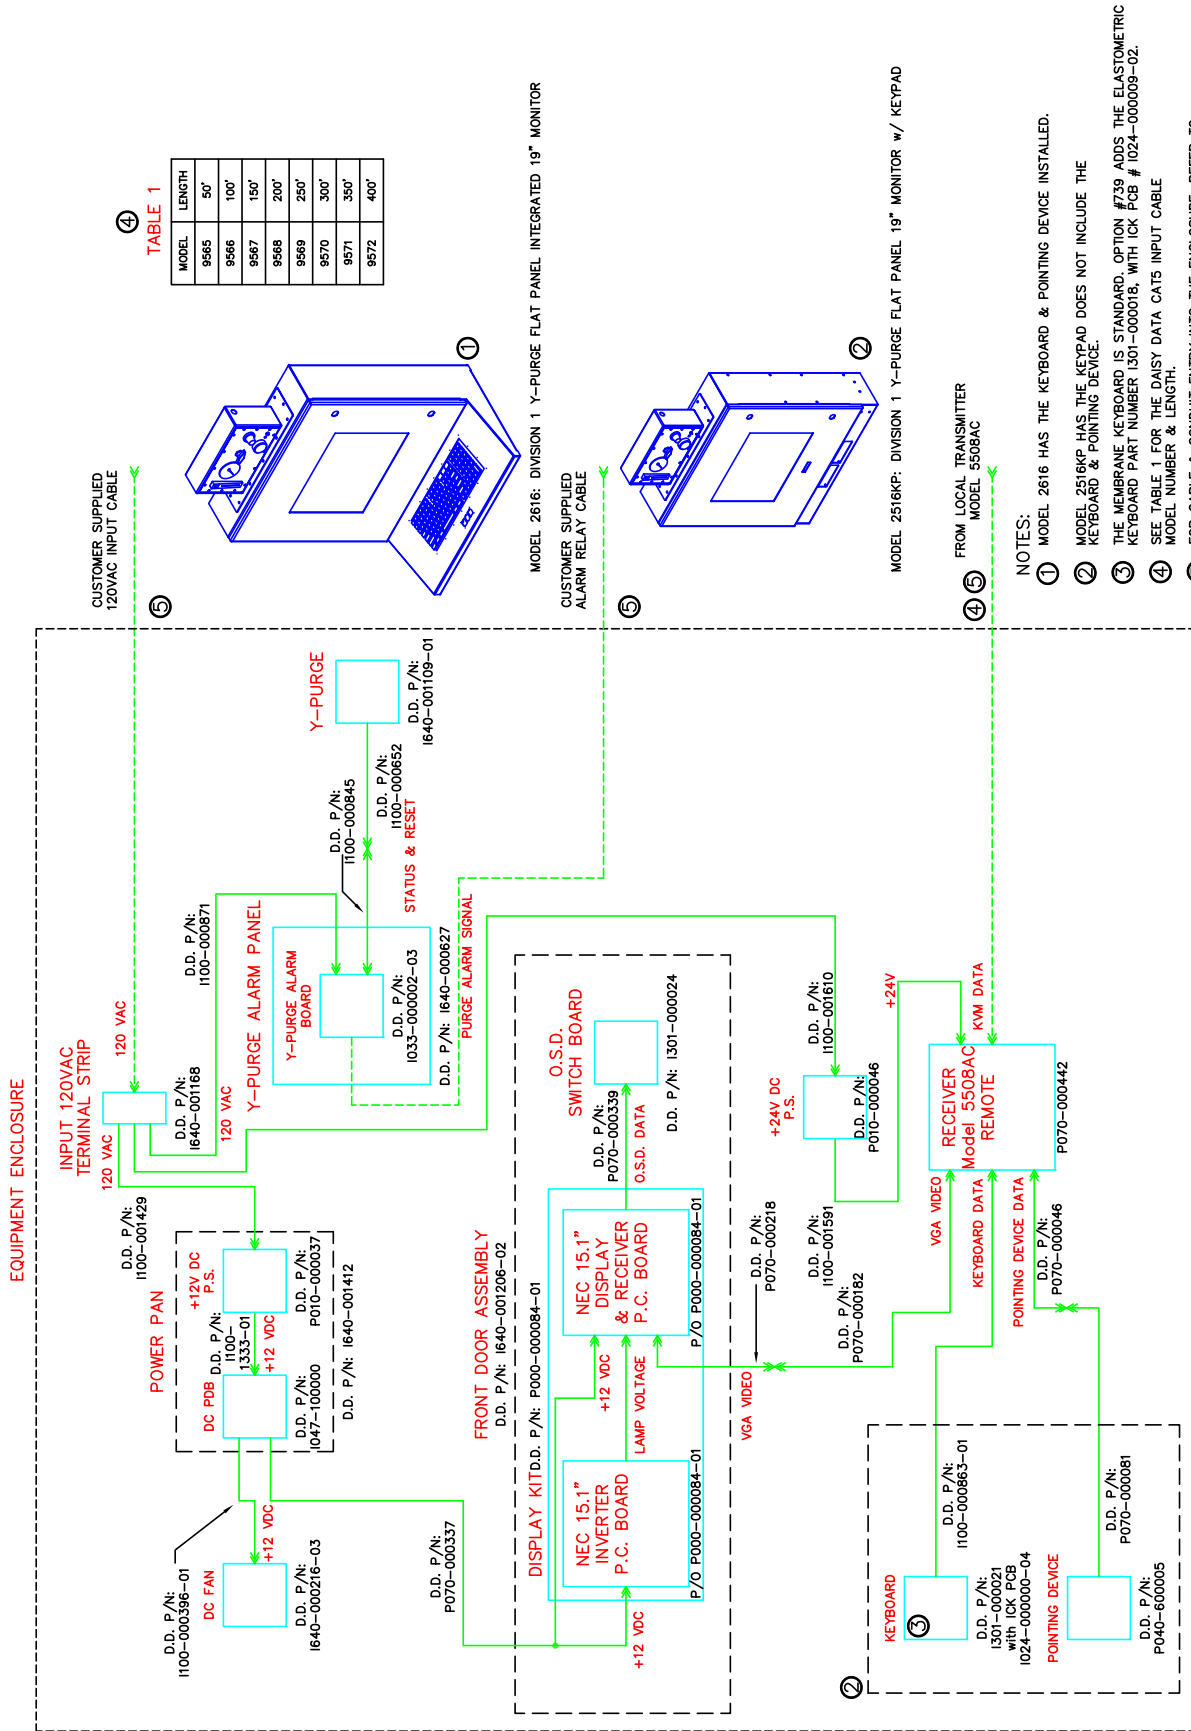 EQUIPMENT ENCLOSURE
INPUT 120VAC
TERMINAL STRIP
120 VAC
120 VAC
D.D. P/N:
I640-001168
120 VAC
D.D. P/N:
I100-001429
D.D. P/N:
I100-000871
CUSTOMER SUPPLIED
120VAC INPUT CABLE
5
POWER PAN
+12V DC
P.S.
D.D. P/N:
P010-000037
D.D. P/N:
I100-
1333-01
+12 VDC
DC PDB
D.D. P/N:
I047-100000
D.D. P/N: I640-001412
D.D. P/N:
I100-000396-01
DC FAN
+12 VDC
D.D. P/N:
I640-000216-03
D.D. P/N:
P070-000337
Y-PURGE ALARM PANEL
Y-PURGE ALARM
BOARD
D.D. P/N:
I033-000002-03
D.D. P/N: I640-000627
PURGE ALARM SIGNAL
STATUS & RESET
D.D. P/N:
I100-000845
D.D. P/N:
I100-000652
Y-PURGE
D.D. P/N:
I640-001109-01
CUSTOMER SUPPLIED
ALARM RELAY CABLE
5
FRONT DOOR ASSEMBLY
D.D. P/N: I640-001206-02
DISPLAY KIT
D.D. P/N: P000-000084-01
NEC 15.1"
INVERTER
P.C. BOARD
P/O P000-000084-01
+12 VDC
+12 VDC
LAMP VOLTAGE
NEC 15.1"
DISPLAY
& RECEIVER
P.C. BOARD
P/O P000-000084-01
D.D. P/N:
P070-000339
O.S.D. DATA
O.S.D.
SWITCH BOARD
D.D. P/N: I301-000024
VGA VIDEO
D.D. P/N:
P070-000218
D.D. P/N:
P070-000182
+24V DC
P.S.
D.D. P/N:
P010-000046
D.D. P/N:
I100-001610
D.D. P/N:
I100-001591
+24V
KVM DATA
RECEIVER
Model 5508AC
REMOTE
P070-000442
VGA VIDEO
KEYBOARD DATA
POINTING DEVICE DATA
D.D. P/N:
P070-000046
2
KEYBOARD
3
D.D. P/N:
I301-000021
with ICK PCB
I024-000000-04
D.D. P/N:
I100-000863-01
POINTING DEVICE
D.D. P/N:
P040-600005
D.D. P/N:
P070-000081
4 5
FROM LOCAL TRANSMITTER
MODEL 5508AC
4
TABLE 1
MODEL LENGTH
9565 50'
9566 100'
9567 150'
9568 200'
9569 250'
9570 300'
9571 350'
9572 400'
1
MODEL 2616: DIVISION 1 Y-PURGE FLAT PANEL INTEGRATED 19" MONITOR
2
MODEL 2516KP: DIVISION 1 Y-PURGE FLAT PANEL 19" MONITOR w/ KEYPAD
NOTES:
1 MODEL 2616 HAS THE KEYBOARD & POINTING DEVICE INSTALLED.
2 MODEL 2516KP HAS THE KEYPAD DOES NOT INCLUDE THE
KEYBOARD & POINTING DEVICE.
3 THE MEMBRANE KEYBOARD IS STANDARD. OPTION #739 ADDS THE ELASTOMETRIC
KEYBOARD PART NUMBER I301-000018, WITH ICK PCB # I024-000009-02.
4 SEE TABLE 1 FOR THE DAISY DATA CAT5 INPUT CABLE
MODEL NUMBER & LENGTH.